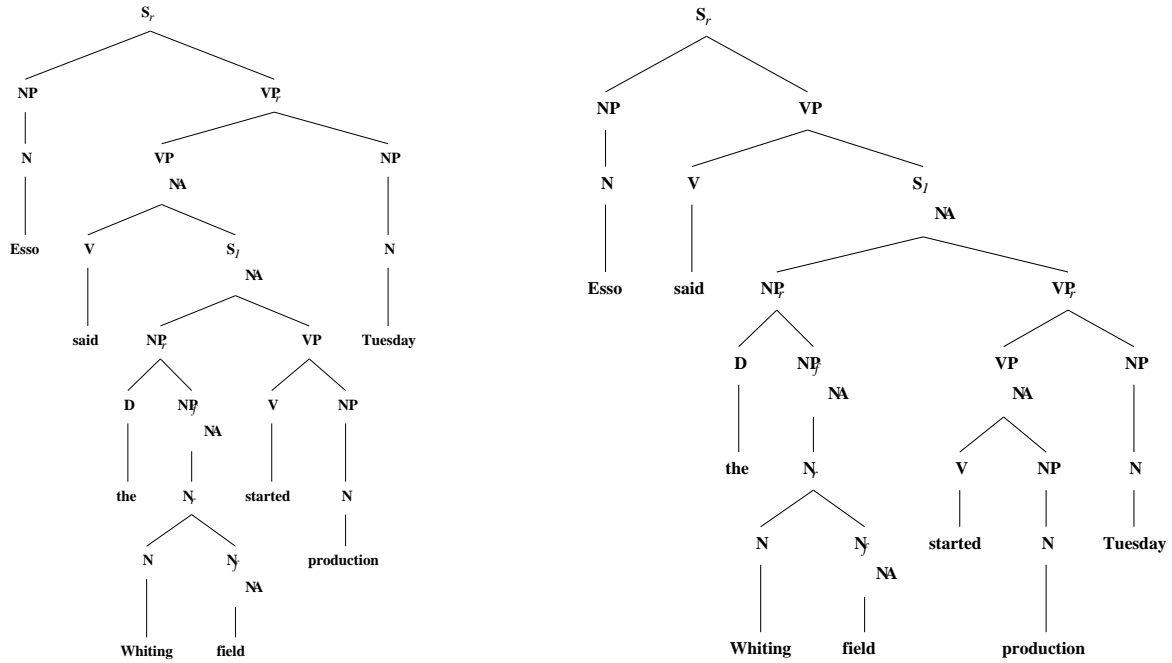 S_r
NP VP_r
N VP NP
NA
Esso V S_1 N
NA
said NP_r VP Tuesday
D NP_f V NP
NA
the N_r started N
N N_f production
NA
Whiting field
S_r
NP VP
N V S_1
NA
Esso said NP_r VP_r
D NP_f VP NP
NA NA
the N_r V NP N
N N_f started N Tuesday
NA
Whiting field production